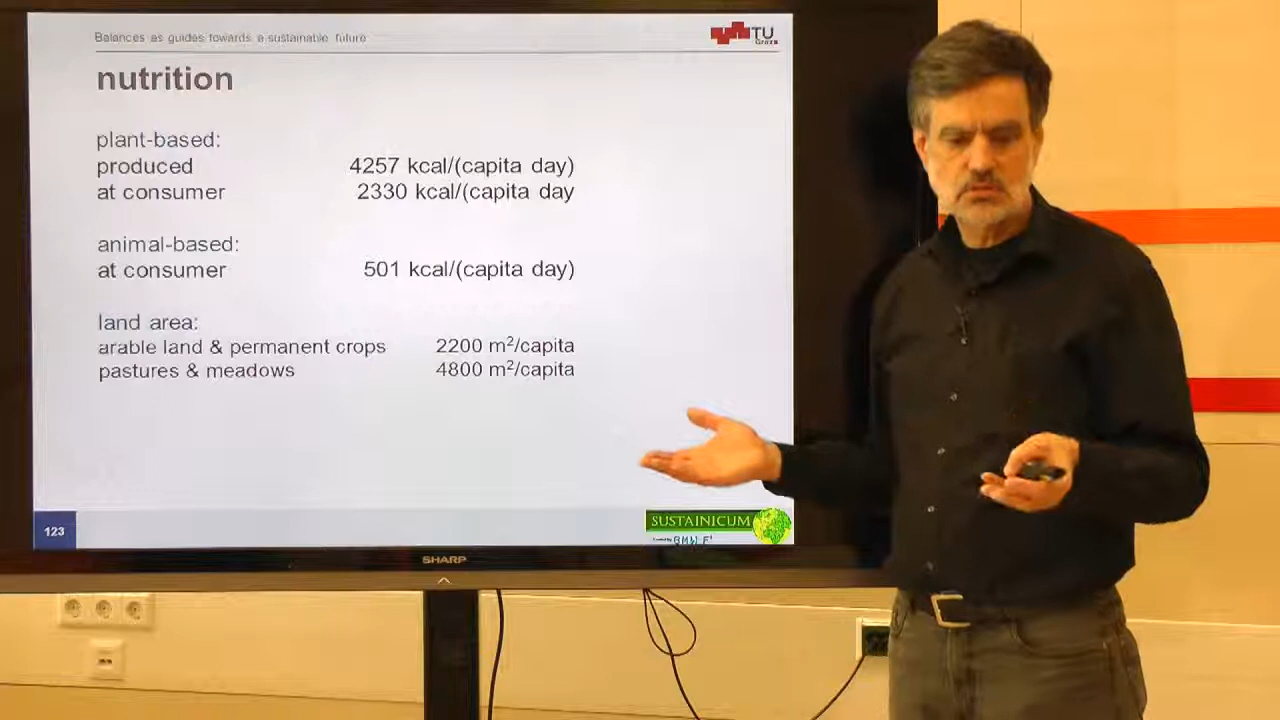 Balances as guides towards a sustainable future
TU
Graz
nutrition
plant-based:
produced 4257 kcal/(capita day)
at consumer 2330 kcal/(capita day
animal-based:
at consumer 501 kcal/(capita day)
land area:
arable land & permanent crops 2200 m²/capita
pastures & meadows 4800 m²/capita
123
SUSTAINICUM
SHARP